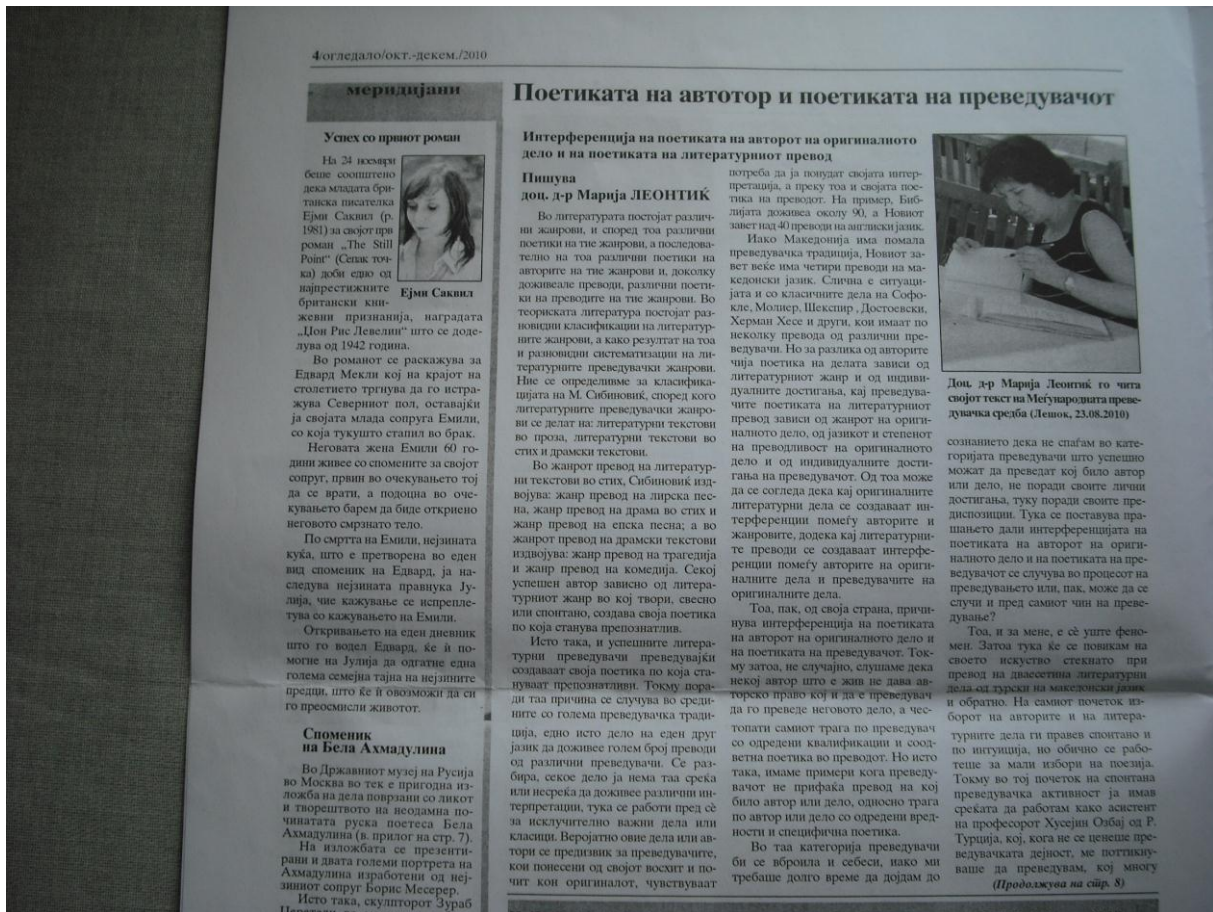 4/огледало/окт.-декем./2010
меридијани
Успех со првиот роман
На 24 ноември
беше соопштено
дека младата бри-
танска писателка
Ејми Саквил (р.
1981) за својот прв
роман „The Still
Point“ (Сепак точ-
ка) доби едно од
најпрестижните
британски кни-
жевни признанија, наградата
„Џон Рис Левелин“ што се доде-
лува од 1942 година.
Ејми Саквил
Во романот се раскажува за
Едвард Мекли кој на крајот на
столетието тргнува да го истра-
жува Северниот пол, оставајќи
ја својата млада сопруга Емили,
со која тукушто стапил во брак.
Неговата жена Емили 60 го-
дини живее со спомените за својот
сопруг, првин во очекувањето тој
да се врати, а подоцна во оче-
кувањето барем да биде откриено
неговото смрзнато тело.
По смртта на Емили, нејзината
куќа, што е претворена во еден
вид споменик на Едвард, ја на-
следува нејзината правнука Ју-
лија, чие кажување се испрепле-
тува со кажувањето на Емили.
Откривањето на еден дневник
што го водел Едвард, ќе ѝ по-
могне на Јулија да одгатне една
голема семејна тајна на нејзините
предци, што ќе ѝ овозможи да си
го преосмисли животот.
Споменик
на Бела Ахмадулина
Во Државниот музеј на Русија
во Москва во тек е пригодна из-
ложба на дела поврзани со ликот
и творештвото на неодамна по-
чинатата руска поетеса Бела
Ахмадулина (в. прилог на стр. 7).
На изложбата се презенти-
рани и двата големи портрета на
Ахмадулина изработени од неј-
зиниот сопруг Борис Месерер.
Исто така, скулпторот Зураб
Поетиката на автотор и поетиката на преведувачот
Интерференција на поетиката на авторот на оригиналното
дело и на поетиката на литературниот превод
Пишува
доц. д-р Марија ЛЕОНТИЌ
Во литературата постојат различ-
ни жанрови, и според тоа различни
поетики на тие жанрови, а последова-
телно на тоа различни поетики на
авторите на тие жанрови и, доколку
доживеале преводи, различни поети-
ки на преводите на тие жанрови. Во
теориската литература постојат раз-
новидни класификации на литератур-
ните жанрови, а како резултат на тоа
и разновидни систематизации на ли-
тературните преведувачки жанрови.
Ние се определивме за класифика-
цијата на М. Сибиновиќ, според кого
литературните преведувачки жанро-
ви се делат на: литературни текстови
во проза, литературни текстови во
стих и драмски текстови.
Во жанрот превод на литератур-
ни текстови во стих, Сибиновиќ изд-
војува: жанр превод на лирска пес-
на, жанр превод на драма во стих и
жанр превод на епска песна; а во
жанрот превод на драмски текстови
издвојува: жанр превод на трагедија
и жанр превод на комедија. Секој
успешен автор зависно од литера-
турниот жанр во кој твори, свесно
или спонтано, создава своја поетика
по која станува препознатлив.
Исто така, и успешните литера-
турни преведувачи преведувајќи
создаваат своја поетика по која ста-
нуваат препознатливи. Токму пора-
ди таа причина се случува во среди-
ните со голема преведувачка тради-
ција, едно исто дело на еден друг
јазик да доживее голем број преводи
од различни преведувачи. Се раз-
бира, секое дело ја нема таа среќа
или несреќа да доживее различни ин-
терпретации, тука се работи пред сѐ
за исклучително важни дела или
класици. Веројатно овие дела или ав-
тори се предизвик за преведувачите,
кои понесени од својот восхит и по-
чит кон оригиналот, чувствуваат
потреба да ја понудат својата интер-
претација, а преку тоа и својата пое-
тика на преводот. На пример, Биб-
лијата доживеа околу 90, а Новиот
завет над 40 преводи на англиски јазик.
Иако Македонија има помала
преведувачка традиција, Новиот за-
вет веќе има четири преводи на ма-
кедонски јазик. Слична е ситуаци-
јата и со класичните дела на Софо-
кле, Молиер, Шекспир , Достоевски,
Херман Хесе и други, кои имаат по
неколку превода од различни пре-
ведувачи. Но за разлика од авторите
чија поетика на делата зависи од
литературниот жанр и од индиви-
дуалните достигања, кај преведува-
чите поетиката на литературниот
превод зависи од жанрот на ориги-
налното дело, од јазикот и степенот
на преводливост на оригиналното
дело и од индивидуалните дости-
гања на преведувачот. Од тоа може
да се согледа дека кај оригиналните
литературни дела се создаваат ин-
терференции помеѓу авторите и
жанровите, додека кај литературни-
те преводи се создаваат интерфе-
ренции помеѓу авторите на ориги-
налните дела и преведувачите на
оригиналните дела.
Тоа, пак, од своја страна, причи-
нува интерференција на поетиката
на авторот на оригиналното дело и
на поетиката на преведувачот. Ток-
му затоа, не случајно, слушаме дека
некој автор што е жив не дава ав-
торско право кој и да е преведувач
да го преведе неговото дело, а чес-
топати самиот трага по преведувач
со одредени квалификации и соод-
ветна поетика во преводот. Но исто
така, имаме примери кога преведу-
вачот не прифаќа превод на кој
било автор или дело, односно трага
по автор или дело со одредени вред-
ности и специфична поетика.
Во таа категорија преведувачи
би се вброила и себеси, иако ми
требаше долго време да дојдам до
Доц. д-р Марија Леонтиќ го чита
својот текст на Меѓународната преве-
дувачка средба (Лешок, 23.08.2010)
сознанието дека не спаѓам во кате-
горијата преведувачи што успешно
можат да преведат кој било автор
или дело, не поради своите лични
достигања, туку поради своите пре-
диспозиции. Тука се поставува пра-
шањето дали интерференцијата на
поетиката на авторот на ориги-
налното дело и на поетиката на пре-
ведувачот се случува во процесот на
преведувањето или, пак, може да се
случи и пред самиот чин на преве-
дување?
Тоа, и за мене, е сѐ уште фено-
мен. Затоа тука ќе се повикам на
своето искуство стекнато при
превод на дваесетина литературни
дела од турски на македонски јазик
и обратно. На самиот почеток из-
борот на авторите и на литера-
турните дела ги правев спонтано и
по интуиција, но обично се рабо-
теше за мали избори на поезија.
Токму во тој почеток на спонтана
преведувачка активност ја имав
среќата да работам како асистент
на професорот Хусејин Озбај од Р.
Турција, кој, кога не се ценеше пре-
ведувачката дејност, ме поттикну-
ваше да преведувам, кој многу
(Продолжува на стр. 8)